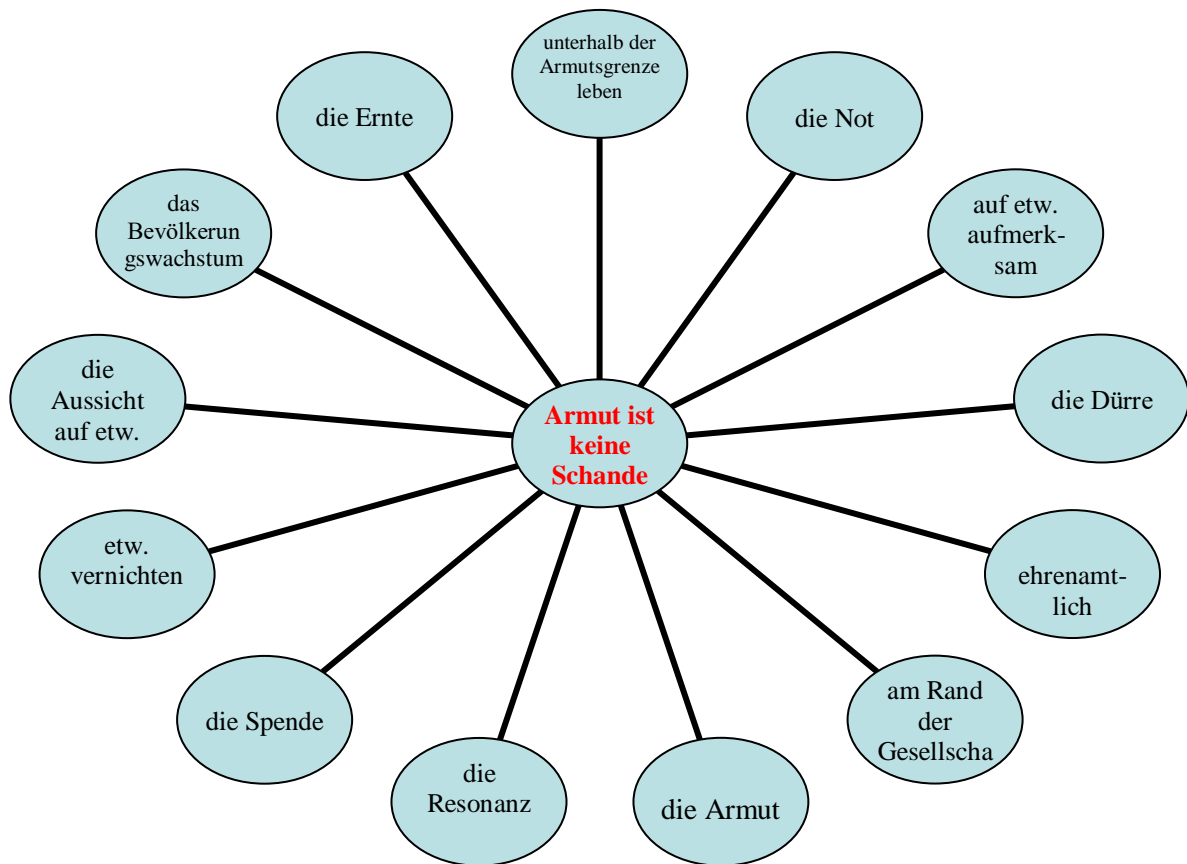 unterhalb der
Armutsgrenze
leben
die Ernte
die Not
das
Bevölkerun
gswachstum
auf etw.
aufmerk-
sam
die
Aussicht
auf etw.
die Dürre
Armut ist
keine
Schande
etw.
vernichten
ehrenamt-
lich
die Spende
am Rand
der
Gesellscha
die
Resonanz
die Armut